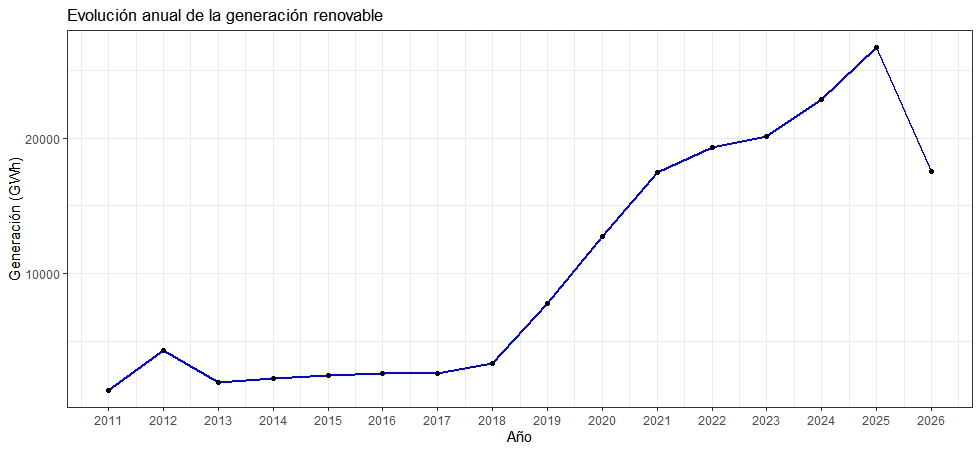 Evolución anual de la generación renovable
Generación (GWh)
20000
10000
2011 2012 2013 2014 2015 2016 2017 2018 2019 2020 2021 2022 2023 2024 2025 2026
Año